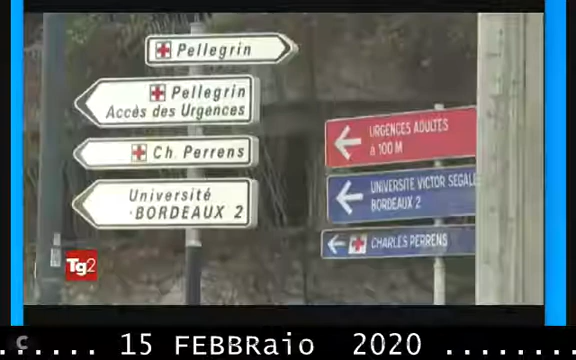 Pellegrin
Pellegrin
Accès des Urgences
Ch. Perrens
Université
BORDEAUX 2
URGENCES ADULTES
à 100 M
UNIVERSITE VICTOR SEGAL
BORDEAUX 2
CHARLES PERRENS
Tg2
C
...... 15 FEBBRaio 2020 ........